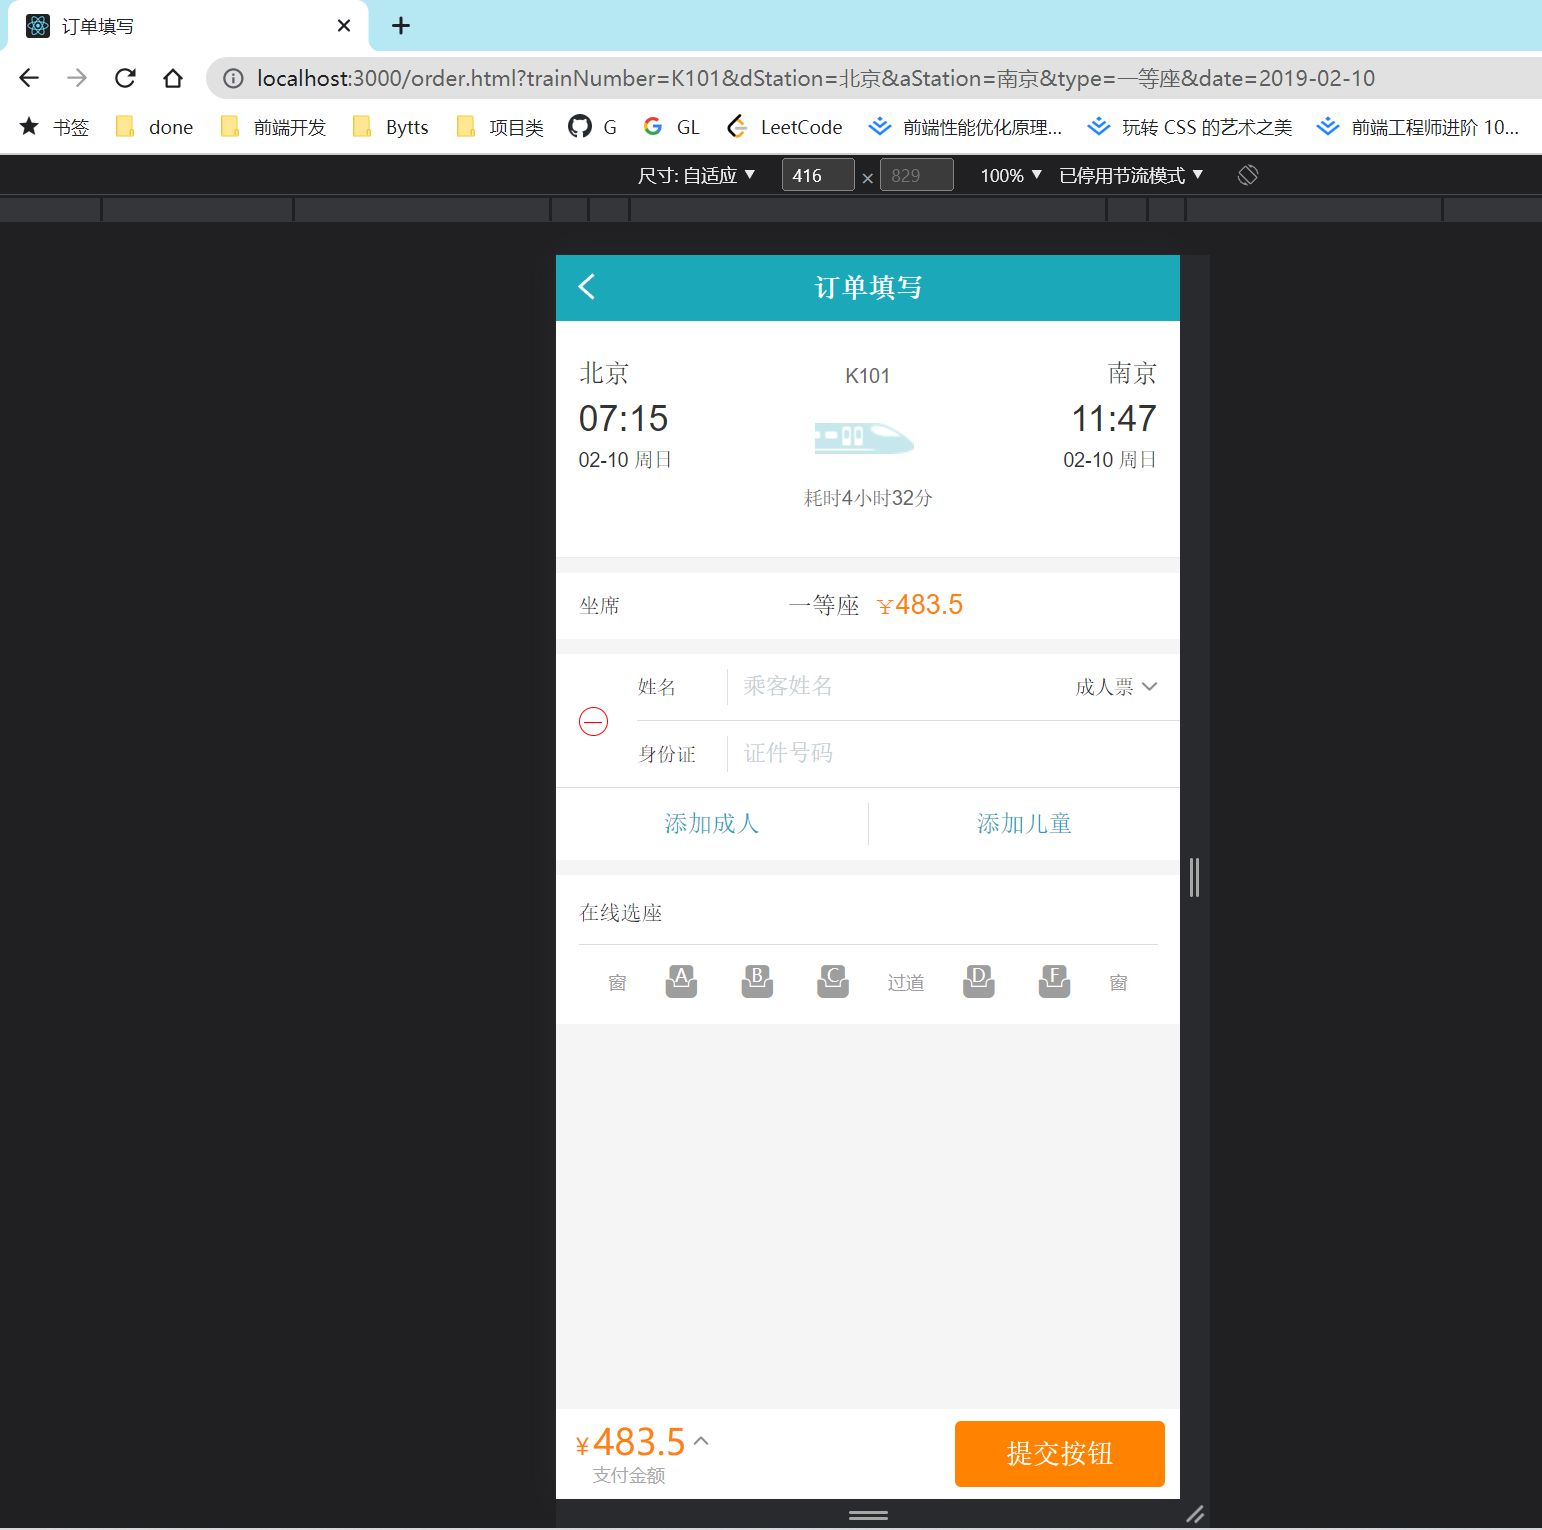 订单填写
localhost:3000/order.html?trainNumber=K101&dStation=北京&aStation=南京&type=一等座&date=2019-02-10
书签 done 前端开发 Bytts 项目类 G GL LeetCode 前端性能优化原理... 玩转 CSS 的艺术之美 前端工程师进阶 10...
尺寸: 自适应 ▼ 416 × 829 100% ▼ 已停用节流模式 ▼
订单填写
北京 K101 南京
07:15 11:47
02-10 周日 02-10 周日
耗时4小时32分
坐席 一等座 ¥483.5
姓名 乘客姓名 成人票
身份证 证件号码
添加成人 添加儿童
在线选座
窗 A B C 过道 D F 窗
¥483.5
支付金额
提交按钮